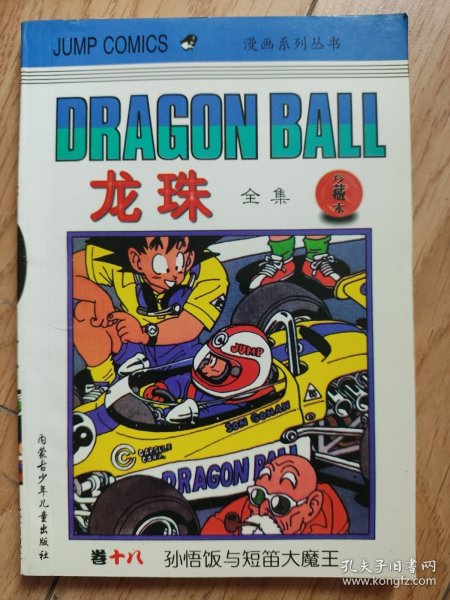 JUMP COMICS 漫画系列丛书
DRAGON BALL
龙珠 全集 珍藏本
JUMP
SON GOHAN
CAPSULE
CORP.
DRAGON BALL
内蒙古少年儿童出版社
卷十八 孙悟饭与短笛大魔王
孔夫子旧书网
www.kongfz.com